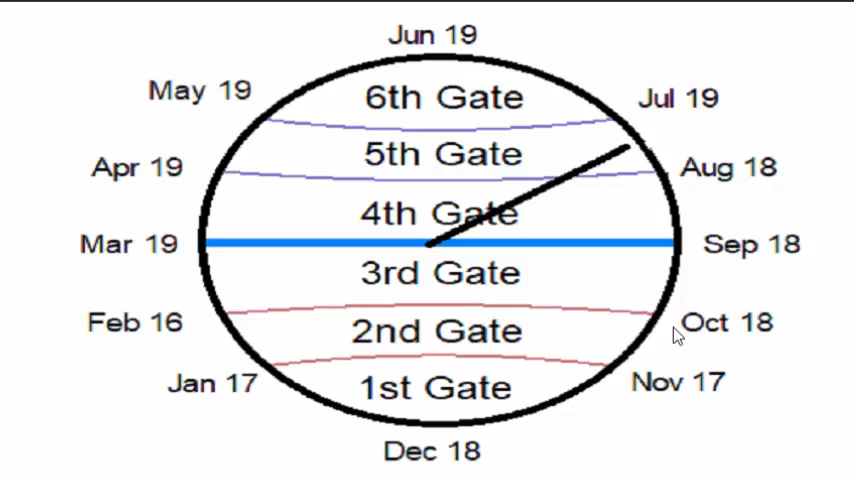 Jun 19
May 19
6th Gate
Jul 19
5th Gate
Apr 19
Aug 18
4th Gate
Mar 19
Sep 18
3rd Gate
Feb 16
2nd Gate
Oct 18
Jan 17
1st Gate
Nov 17
Dec 18